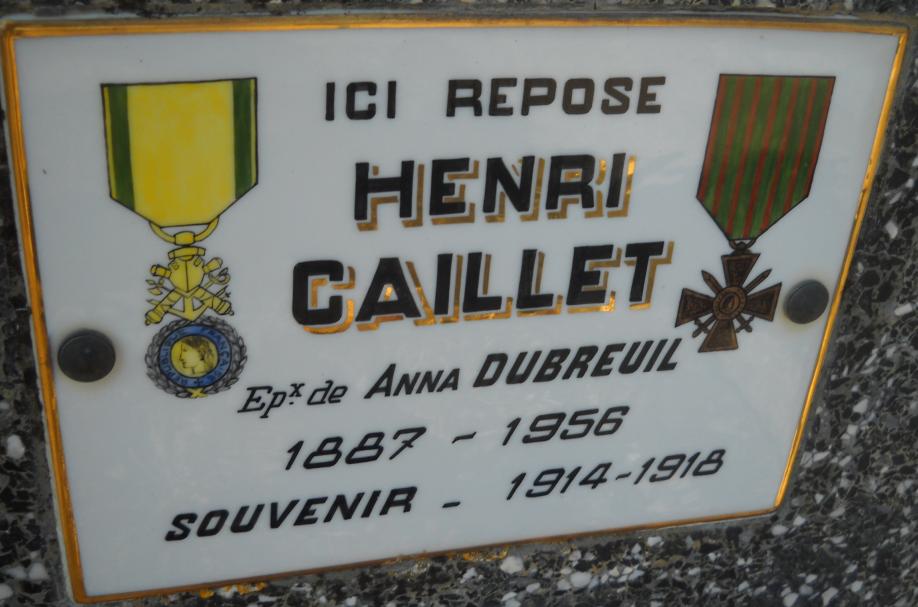 ICI REPOSE
HENRI
CAILLET
Epx. de ANNA DUBREUIL
1887 - 1956
SOUVENIR - 1914-1918